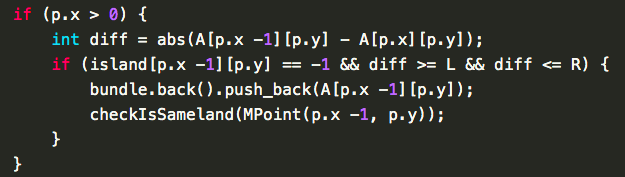 if (p.x > 0) {
    int diff = abs(A[p.x -1][p.y] - A[p.x][p.y]);
    if (island[p.x -1][p.y] == -1 && diff >= L && diff <= R) {
        bundle.back().push_back(A[p.x -1][p.y]);
        checkIsSameland(MPoint(p.x -1, p.y));
    }
}